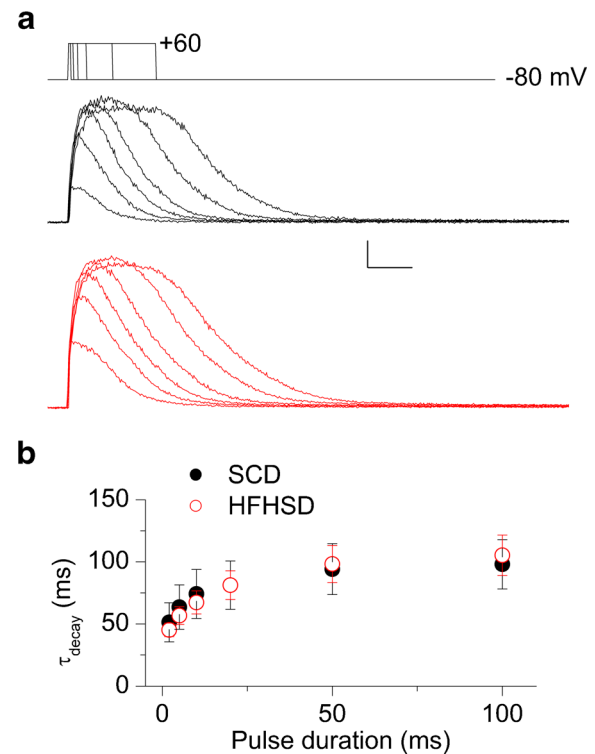 a
+60
-80 mV
b
SCD
HFHSD
150
100
50
0
τdecay (ms)
0 50 100
Pulse duration (ms)